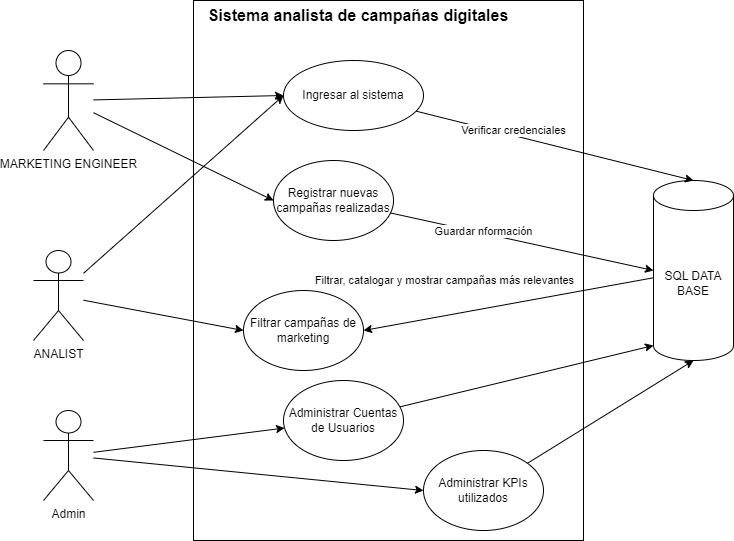 Sistema analista de campañas digitales
Ingresar al sistema
Verificar credenciales
MARKETING ENGINEER
Registrar nuevas
campañas realizadas
Guardar nformación
SQL DATA
BASE
Filtrar, catalogar y mostrar campañas más relevantes
Filtrar campañas de
marketing
ANALIST
Administrar Cuentas
de Usuarios
Administrar KPIs
utilizados
Admin